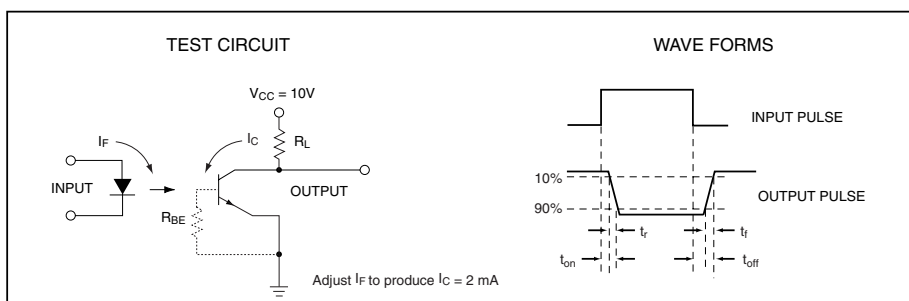 TEST CIRCUIT
VCC = 10V
IF
IC
RL
INPUT
OUTPUT
RBE
Adjust IF to produce IC = 2 mA
WAVE FORMS
INPUT PULSE
10%
OUTPUT PULSE
90%
tr
tf
ton
toff